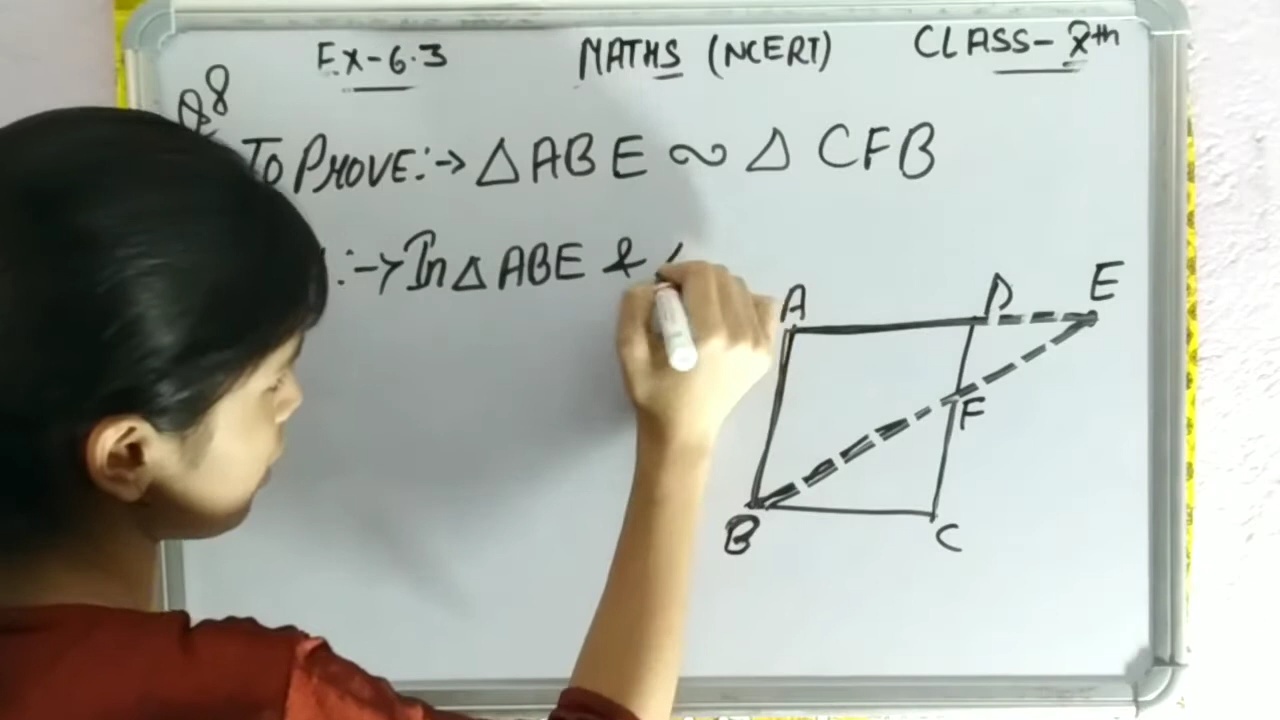 EX-6.3 MATHS (NCERT) CLASS-
Q8
TO PROVE:→ △ABE ∾ △ CFB
:→ In △ABE &
A D E
F
B C